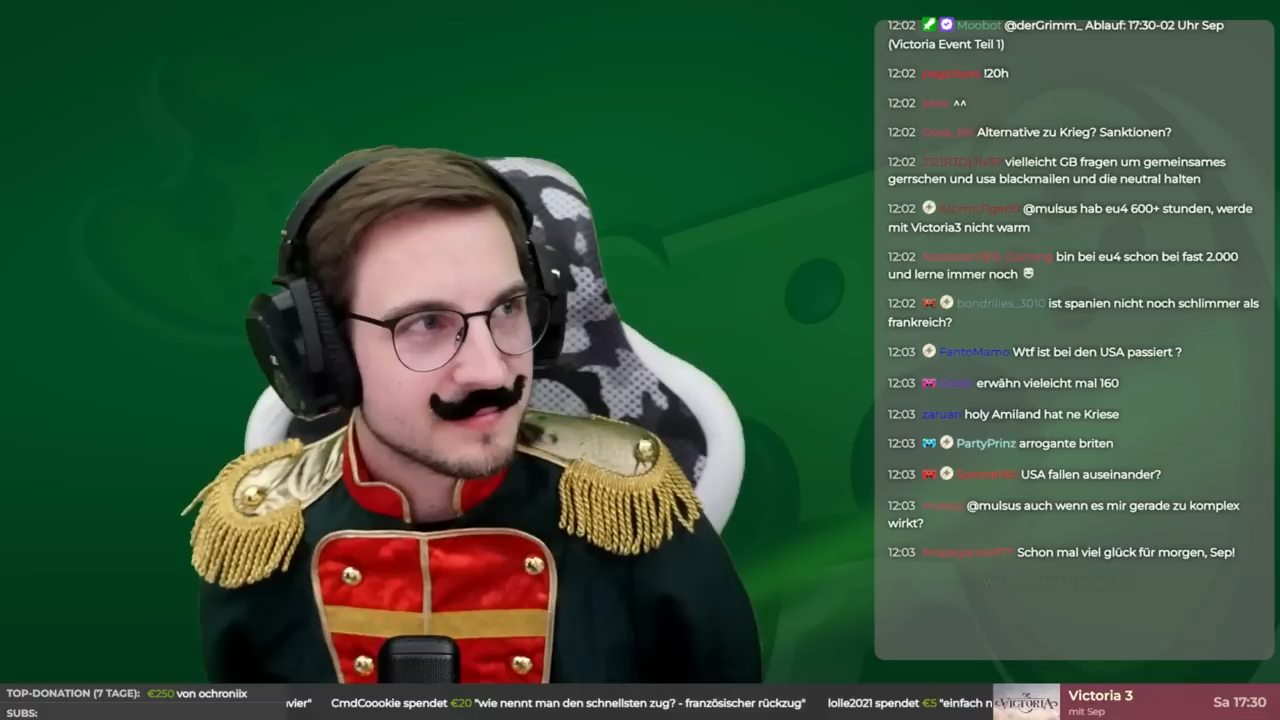 12:02 Moobot @derGrimm_ Ablauf: 17:30-02 Uhr Sep
(Victoria Event Teil 1)
12:02 !20h
12:02 ^^
12:02 Alternative zu Krieg? Sanktionen?
12:02 vielleicht GB fragen um gemeinsames
gerrschen und usa blackmailen und die neutral halten
12:02 @mulsus hab eu4 600+ stunden, werde
mit Victoria3 nicht warm
12:02 bin bei eu4 schon bei fast 2.000
und lerne immer noch
12:02 bondrilles_3010 ist spanien nicht noch schlimmer als
frankreich?
12:03 FantoMamo Wtf ist bei den USA passiert ?
12:03 erwähn vieleicht mal 160
12:03 zaruan holy Amiland hat ne Kriese
12:03 PartyPrinz arrogante briten
12:03 USA fallen auseinander?
12:03 mulsus @mulsus auch wenn es mir gerade zu komplex
wirkt?
12:03 Schon mal viel glück für morgen, Sep!
TOP-DONATION (7 TAGE): €250 von ochroniix
SUBS:
vier" CmdCoookie spendet €20 "wie nennt man den schnellsten zug? - französischer rückzug" lolle2021 spendet €5 "einfach n
VICTORIA
Victoria 3
mit Sep
Sa 17:30